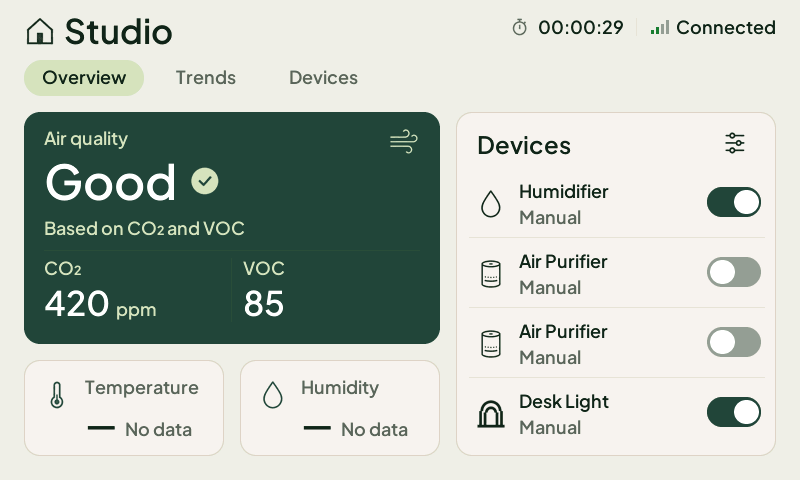 Studio
00:00:29
Connected
Overview
Trends
Devices
Air quality
Good
Based on CO₂ and VOC
CO₂
420 ppm
VOC
85
Temperature
No data
Humidity
No data
Devices
Humidifier
Manual
Air Purifier
Manual
Air Purifier
Manual
Desk Light
Manual